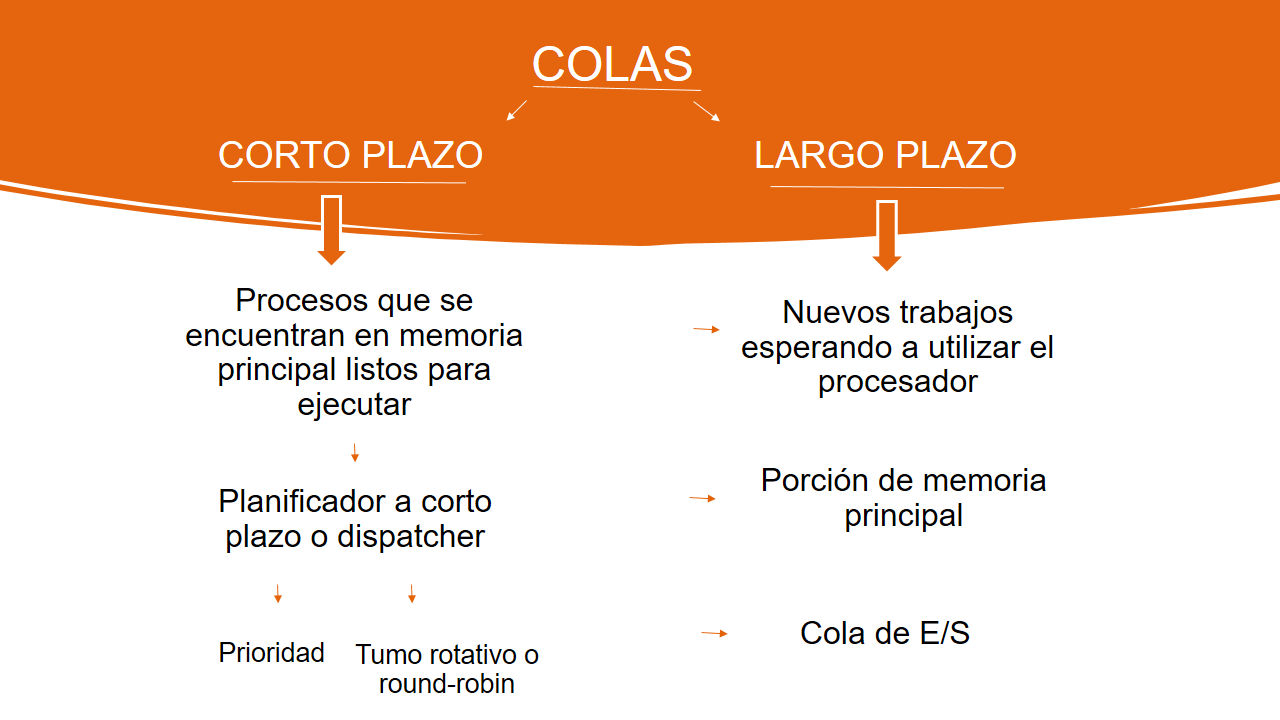 COLAS
CORTO PLAZO
LARGO PLAZO
Procesos que se
encuentran en memoria
principal listos para
ejecutar
Planificador a corto
plazo o dispatcher
Prioridad
Tumo rotativo o
round-robin
Nuevos trabajos
esperando a utilizar el
procesador
Porción de memoria
principal
Cola de E/S